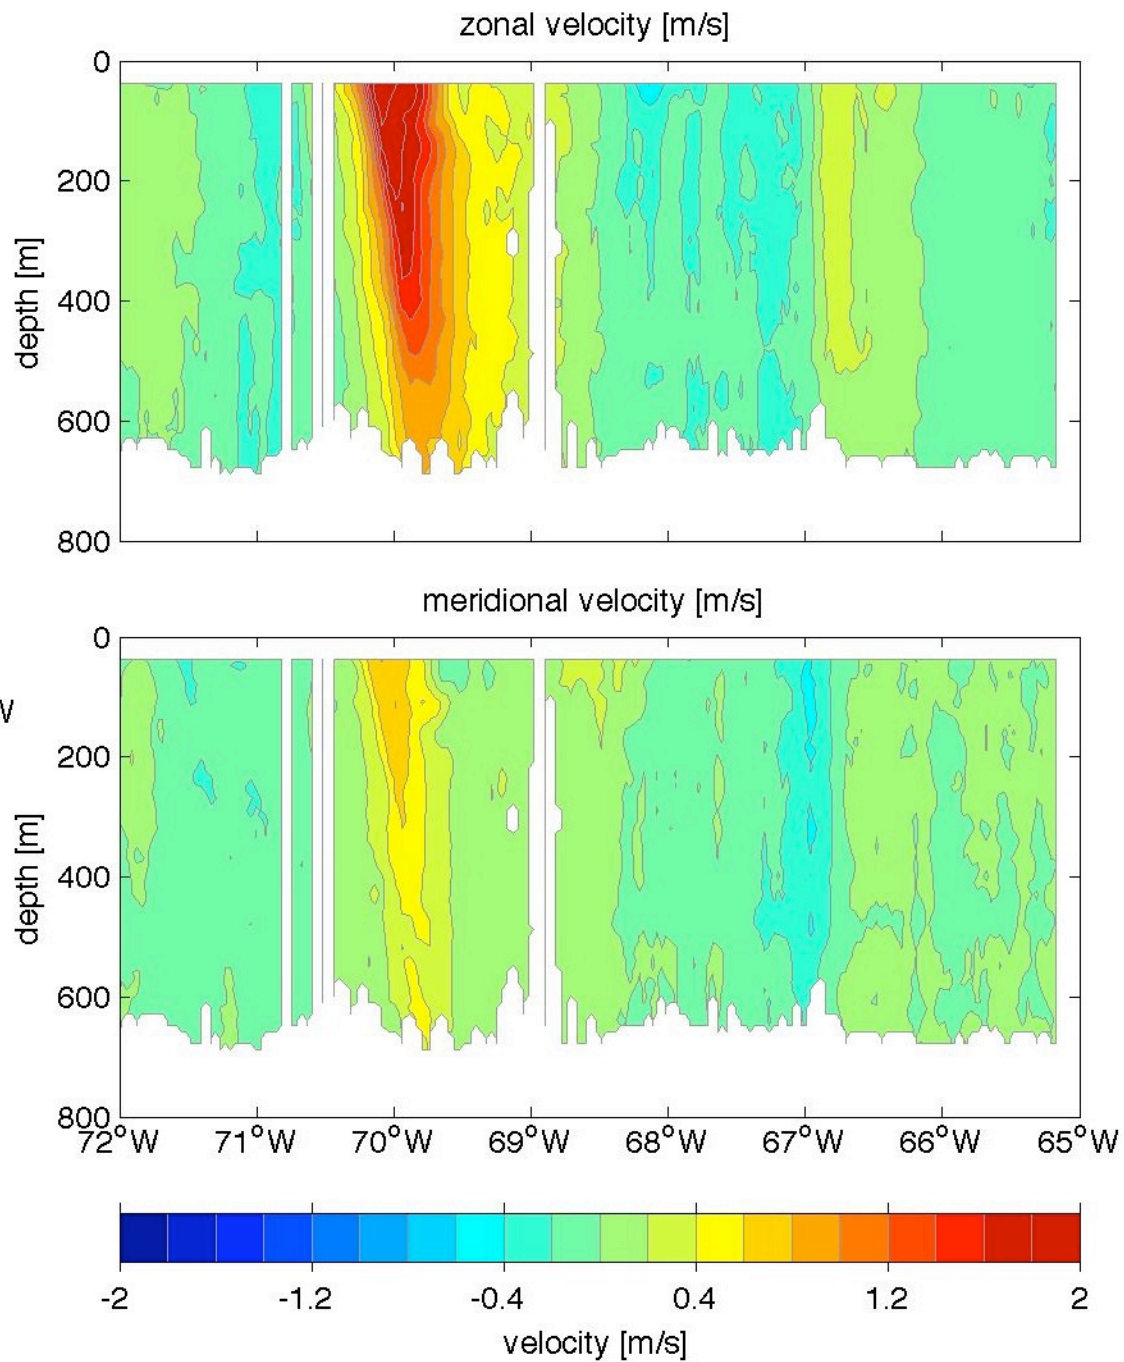 zonal velocity [m/s]
0
200
400
600
800
depth [m]
meridional velocity [m/s]
W
0
200
400
600
800
depth [m]
72°W 71°W 70°W 69°W 68°W 67°W 66°W 65°W
-2 -1.2 -0.4 0.4 1.2 2
velocity [m/s]